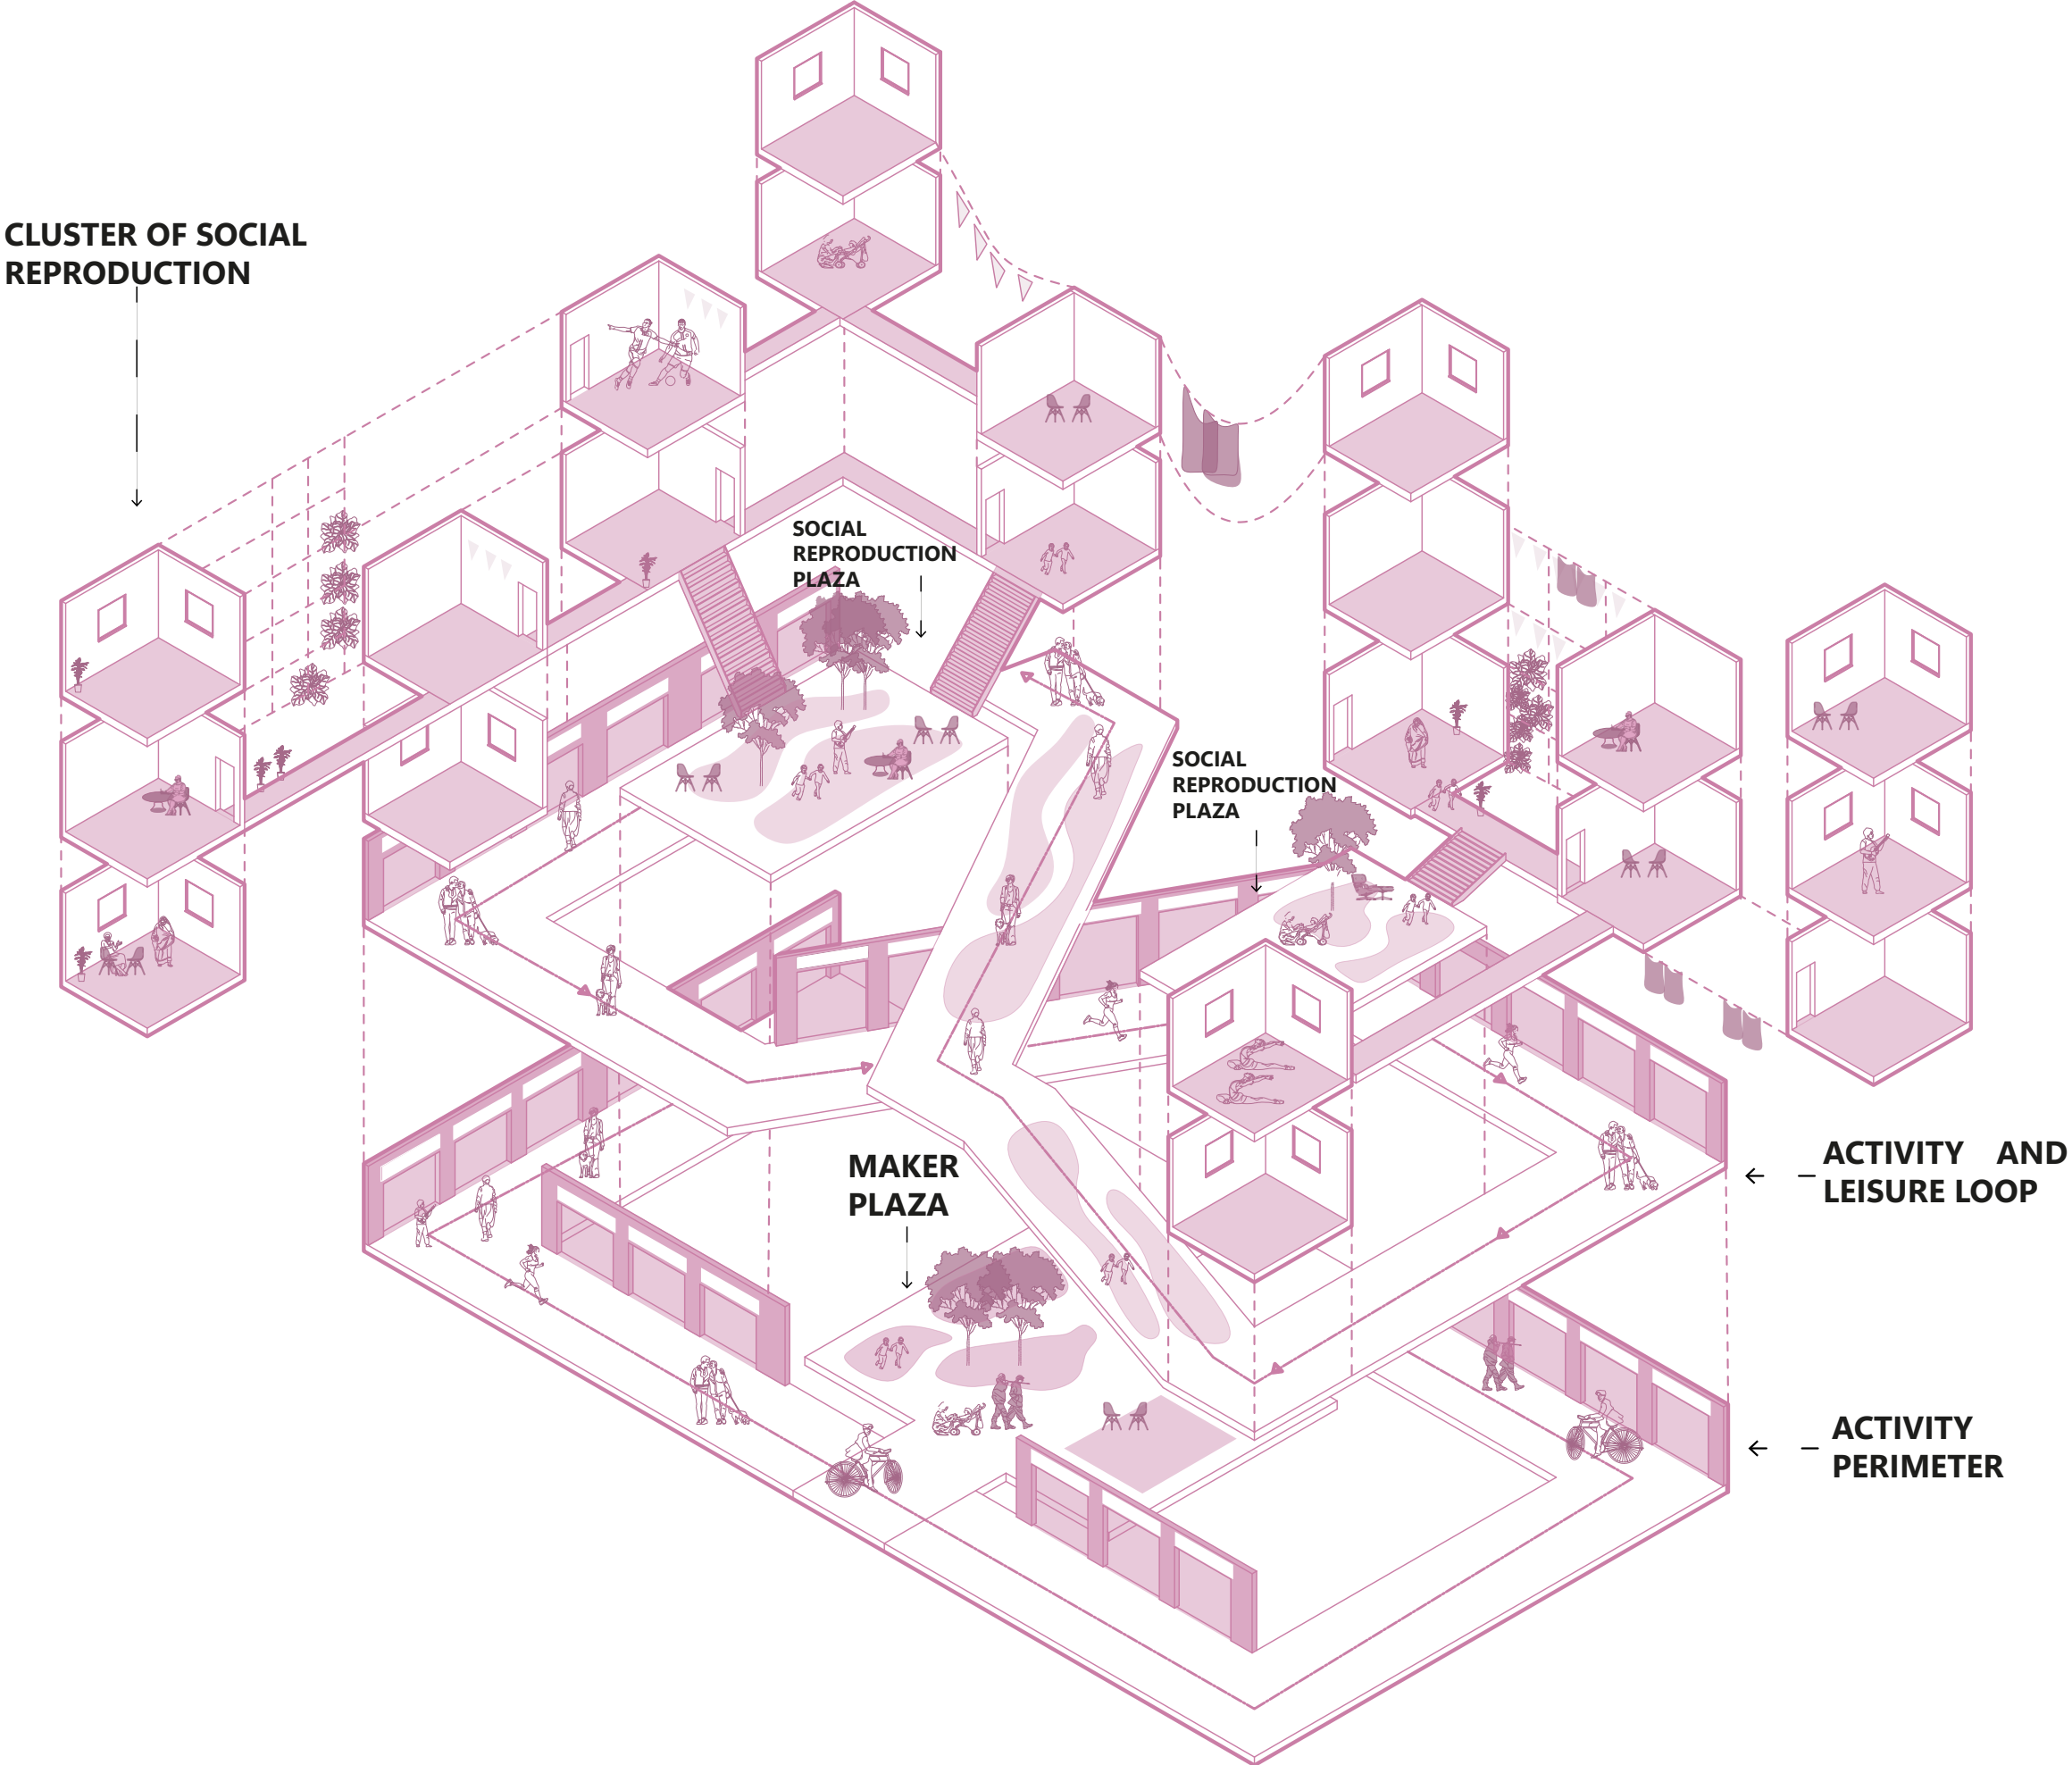 CLUSTER OF SOCIAL
REPRODUCTION
SOCIAL
REPRODUCTION
PLAZA
SOCIAL
REPRODUCTION
PLAZA
MAKER
PLAZA
ACTIVITY AND
LEISURE LOOP
ACTIVITY
PERIMETER